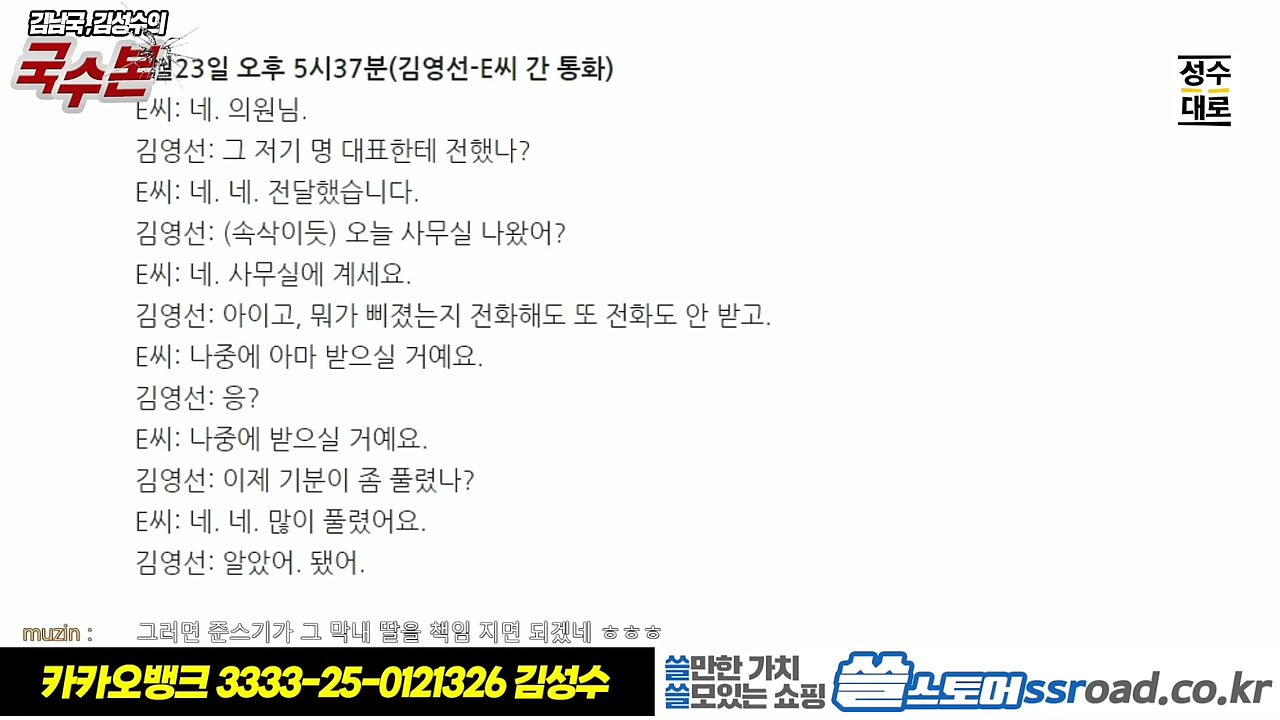 김남국, 김성수의
국수본
23일 오후 5시37분(김영선-E씨 간 통화)
E씨: 네. 의원님.
김영선: 그 저기 명 대표한테 전했나?
E씨: 네. 네. 전달했습니다.
김영선: (속삭이듯) 오늘 사무실 나왔어?
E씨: 네. 사무실에 계세요.
김영선: 아이고, 뭐가 삐졌는지 전화해도 또 전화도 안 받고.
E씨: 나중에 아마 받으실 거예요.
김영선: 응?
E씨: 나중에 받으실 거예요.
김영선: 이제 기분이 좀 풀렸나?
E씨: 네. 네. 많이 풀렸어요.
김영선: 알았어. 됐어.
성수
대로
muzin : 그러면 준스기가 그 막내 딸을 책임 지면 되겠네 ㅎㅎㅎ
카카오뱅크 3333-25-0121326 김성수
쓸만한 가치
쓸모있는 쇼핑
쓸스토어ssroad.co.kr